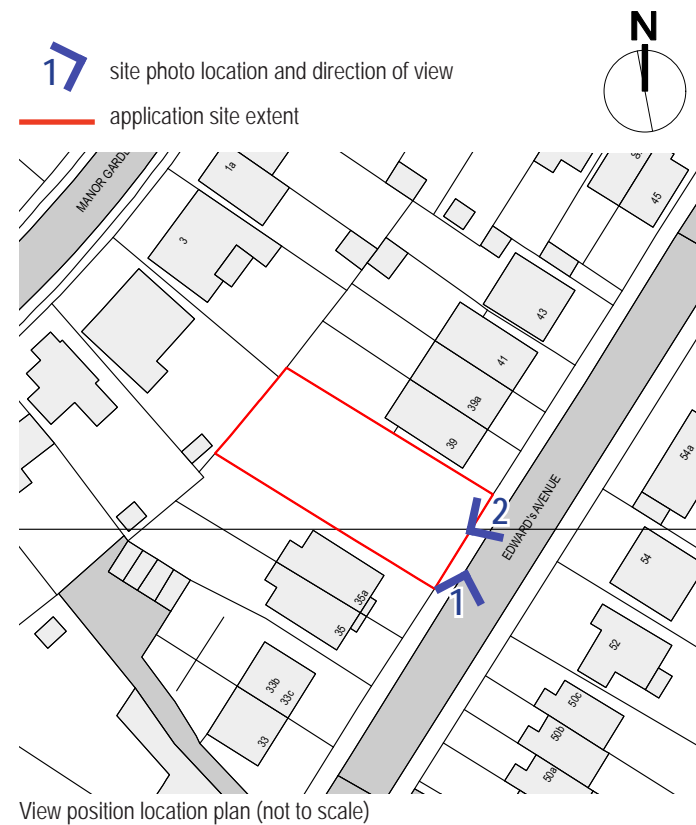 N
1 site photo location and direction of view
application site extent
MANOR GARDE
1a
3
45
43
41
39a
39
54a
2
EDWARD's AVENUE
54
1
35a
35
52
33b
33c
33
50c
50b
50a
View position location plan (not to scale)